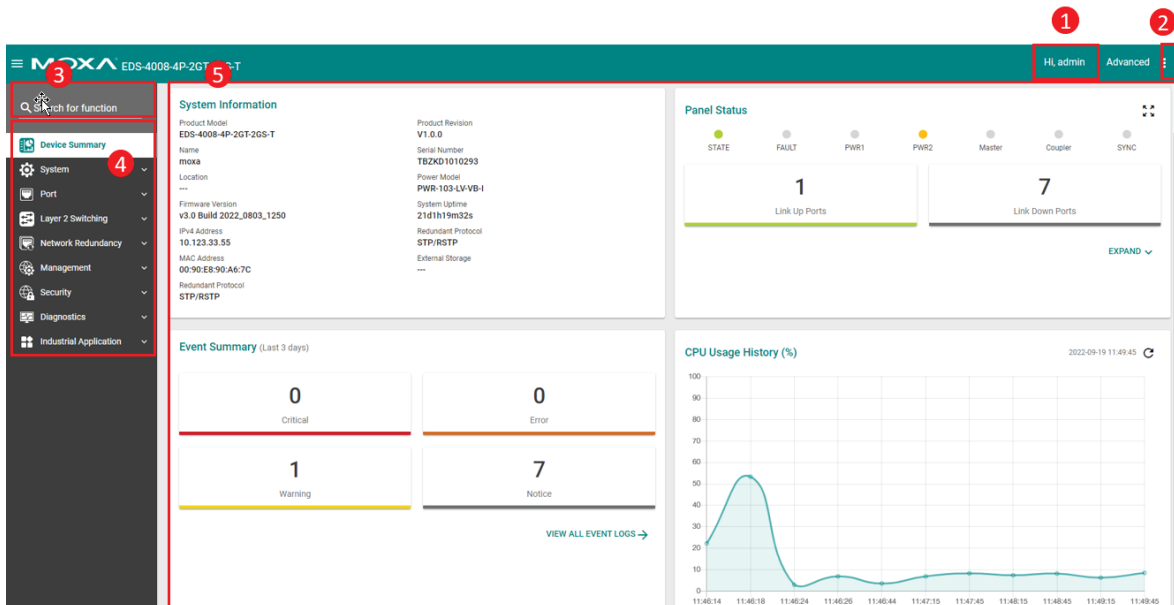 1
2
MOXA EDS-4008-4P-2GT-2GS-T
Hi, admin
Advanced
3
5
Search for function
Device Summary
4
System
Port
Layer 2 Switching
Network Redundancy
Management
Security
Diagnostics
Industrial Application
System Information
Product Model
EDS-4008-4P-2GT-2GS-T
Name
moxa
Location
---
Firmware Version
v3.0 Build 2022_0803_1250
IPv4 Address
10.123.33.55
MAC Address
00:90:E8:90:A6:7C
Redundant Protocol
STP/RSTP
Product Revision
V1.0.0
Serial Number
TBZKD1010293
Power Model
PWR-103-LV-VB-I
System Uptime
21d1h19m32s
Redundant Protocol
STP/RSTP
External Storage
---
Panel Status
STATE
FAULT
PWR1
PWR2
Master
Coupler
SYNC
1
Link Up Ports
7
Link Down Ports
EXPAND
Event Summary (Last 3 days)
0
Critical
0
Error
1
Warning
7
Notice
VIEW ALL EVENT LOGS
CPU Usage History (%)
2022-09-19 11:49:45
100
90
80
70
60
50
40
30
20
10
0
11:46:14 11:46:18 11:46:24 11:46:26 11:46:44 11:47:15 11:47:45 11:48:15 11:48:45 11:49:15 11:49:45